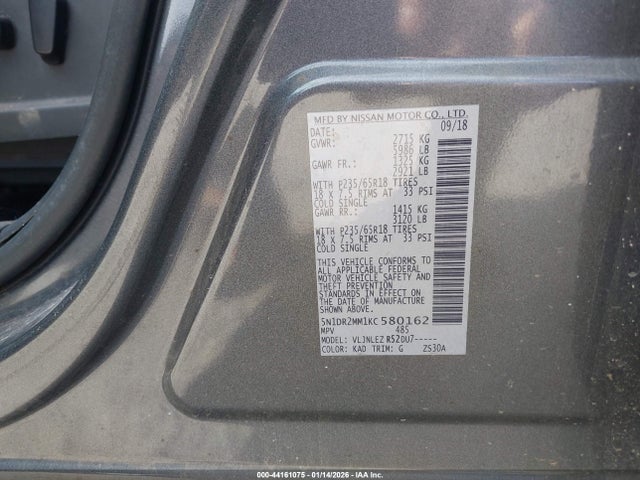 MFD BY NISSAN MOTOR CO., LTD.
DATE: 09/18
GVWR: 2715 KG
5986 LB
GAWR FR.: 1325 KG
2921 LB
WITH P235/65R18 TIRES
18 X 7.5 RIMS AT 33 PSI
COLD SINGLE
GAWR RR.: 1415 KG
3120 LB
WITH P235/65R18 TIRES
18 X 7.5 RIMS AT 33 PSI
COLD SINGLE
THIS VEHICLE CONFORMS TO
ALL APPLICABLE FEDERAL
MOTOR VEHICLE SAFETY AND
THEFT PREVENTION
STANDARDS IN EFFECT ON
THE DATE OF MANUFACTURE
SHOWN ABOVE.
5N1DR2MM1KC580162
MPV 485
MODEL: VLJNLEZ R52DU7-----
COLOR: KAD TRIM: G ZS30A
000-44161075 - 01/14/2026 - IAA Inc.